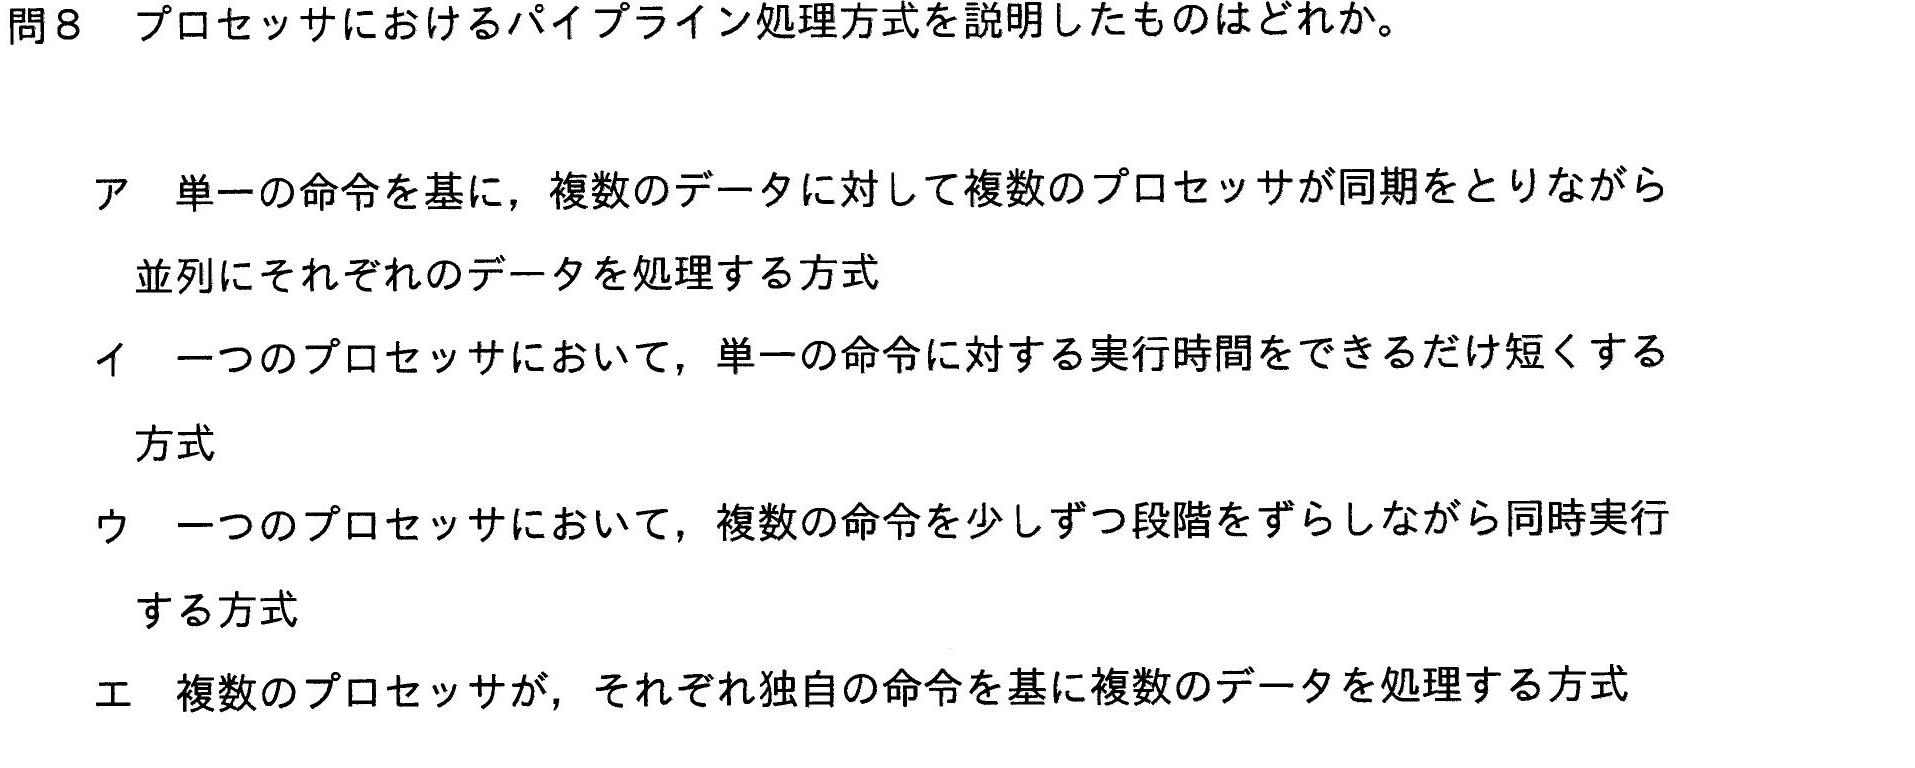 問８　プロセッサにおけるパイプライン処理方式を説明したものはどれか。
ア　単一の命令を基に，複数のデータに対して複数のプロセッサが同期をとりながら
並列にそれぞれのデータを処理する方式
イ　一つのプロセッサにおいて，単一の命令に対する実行時間をできるだけ短くする
方式
ウ　一つのプロセッサにおいて，複数の命令を少しずつ段階をずらしながら同時実行
する方式
エ　複数のプロセッサが，それぞれ独自の命令を基に複数のデータを処理する方式